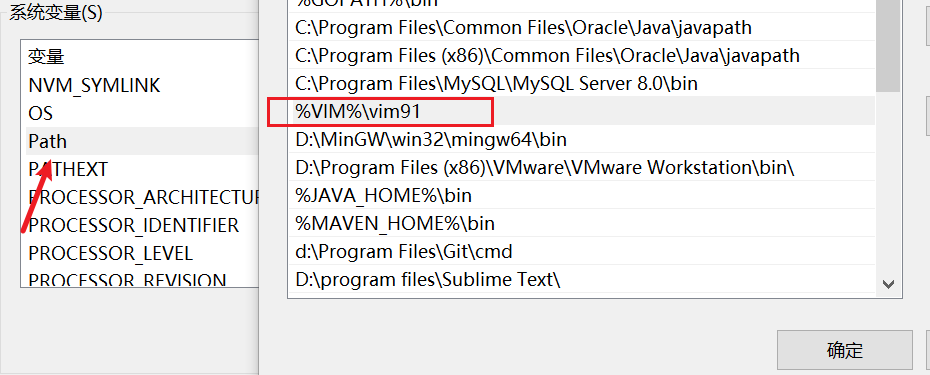 系统变量(S)
变量
NVM_SYMLINK
OS
Path
PATHEXT
PROCESSOR_ARCHITECTUR
PROCESSOR_IDENTIFIER
PROCESSOR_LEVEL
PROCESSOR_REVISION
%GOPATH%\bin
C:\Program Files\Common Files\Oracle\Java\javapath
C:\Program Files (x86)\Common Files\Oracle\Java\javapath
C:\Program Files\MySQL\MySQL Server 8.0\bin
%VIM%\vim91
D:\MinGW\win32\mingw64\bin
D:\Program Files (x86)\VMware\VMware Workstation\bin\
%JAVA_HOME%\bin
%MAVEN_HOME%\bin
d:\Program Files\Git\cmd
D:\program files\Sublime Text\
确定